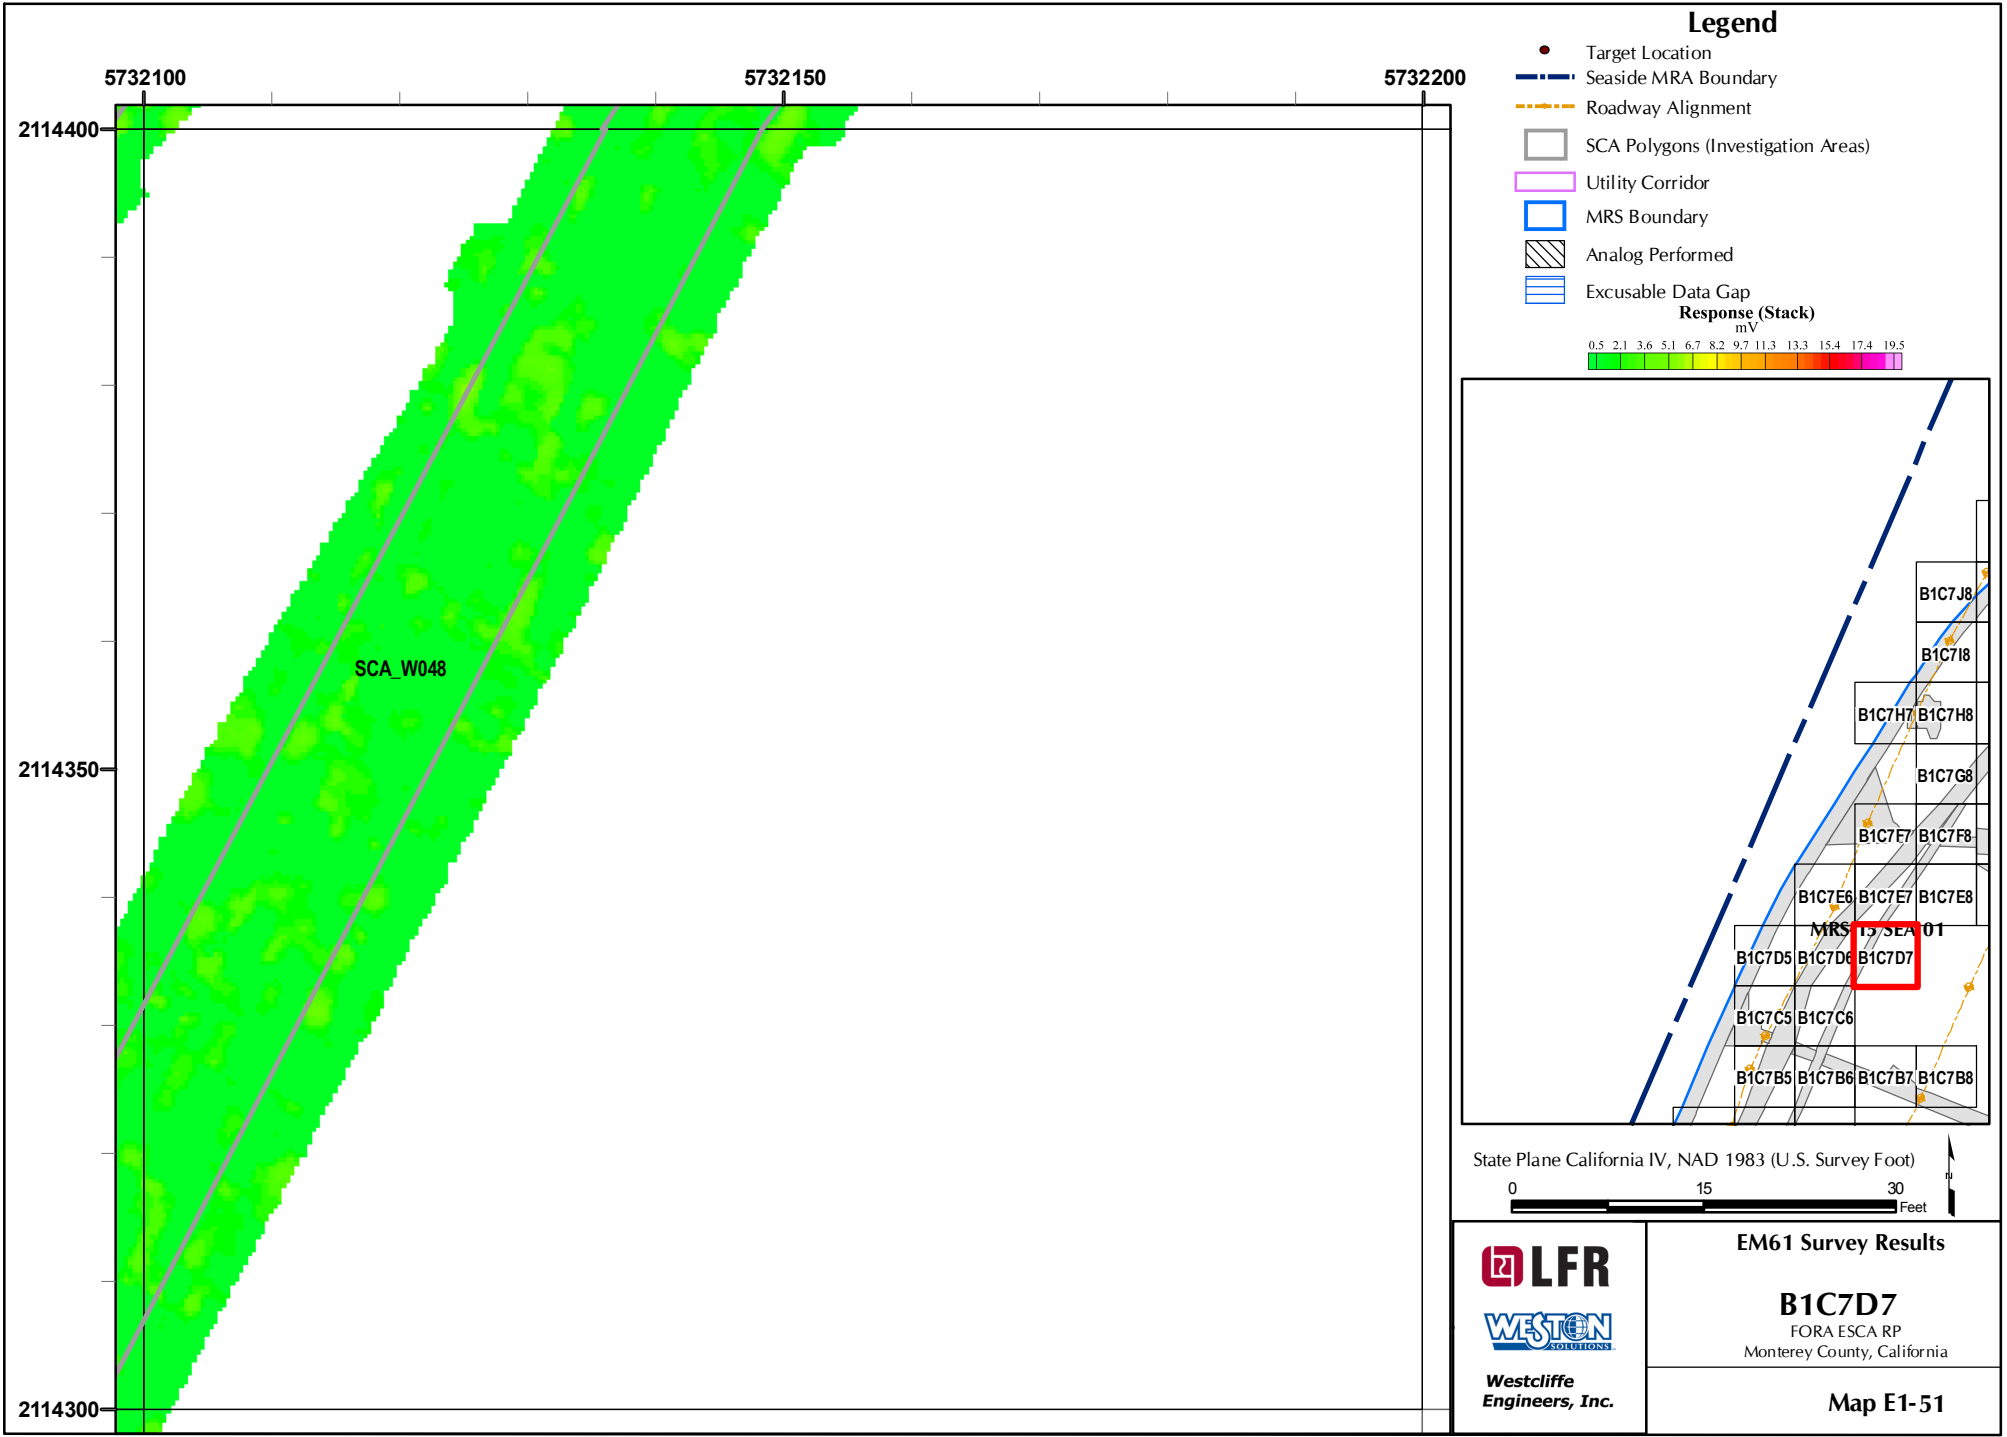 5732100
5732150
5732200
2114400
2114350
2114300
SCA_W048
Legend
Target Location
Seaside MRA Boundary
Roadway Alignment
SCA Polygons (Investigation Areas)
Utility Corridor
MRS Boundary
Analog Performed
Excusable Data Gap
Response (Stack)
mV
0.5 2.1 3.6 5.1 6.7 8.2 9.7 11.3 13.3 15.4 17.4 19.5
B1C7J8
B1C7I8
B1C7H7 B1C7H8
B1C7G8
B1C7F7 B1C7F8
B1C7E6 B1C7E7 B1C7E8
MRS-15 SEA 01
B1C7D5 B1C7D6 B1C7D7
B1C7C5 B1C7C6
B1C7B5 B1C7B6 B1C7B7 B1C7B8
State Plane California IV, NAD 1983 (U.S. Survey Foot)
0 15 30
Feet
N
LFR
WESTON
SOLUTIONS
Westcliffe
Engineers, Inc.
EM61 Survey Results
B1C7D7
FORA ESCA RP
Monterey County, California
Map E1-51